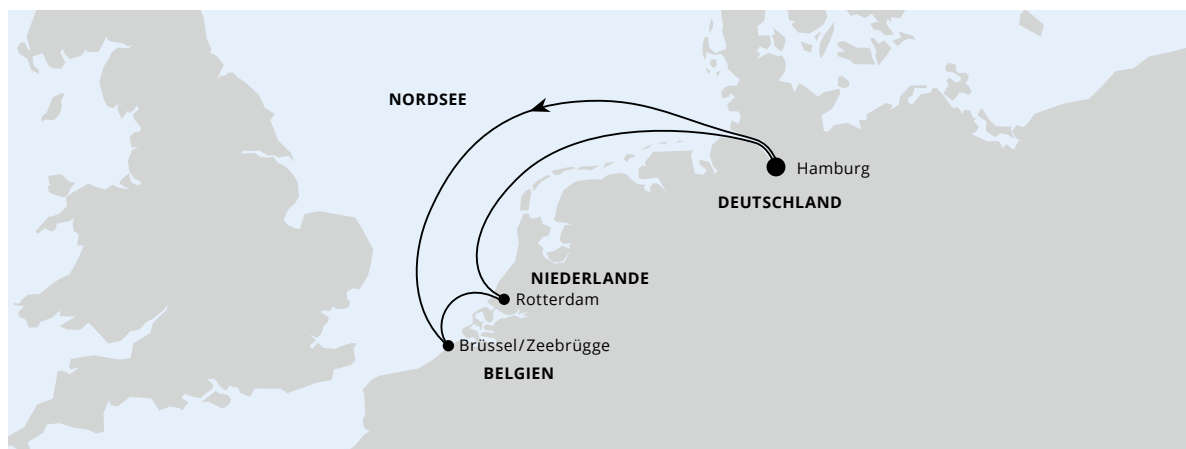 NORDSEE
Hamburg
DEUTSCHLAND
NIEDERLANDE
Rotterdam
Brüssel/Zeebrügge
BELGIEN